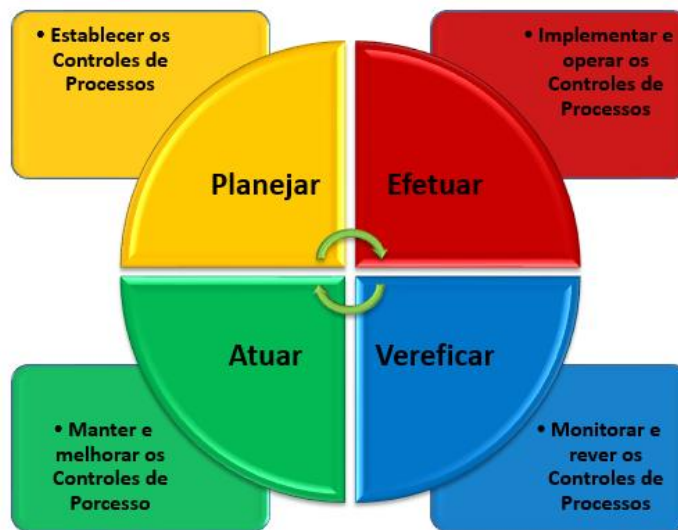 • Establecer os
Controles de
Processos
• Implementar e
operar os
Controles de
Processos
Planejar
Efetuar
Atuar
Vereficar
• Manter e
melhorar os
Controles de
Porcesso
• Monitorar e
rever os
Controles de
Processos